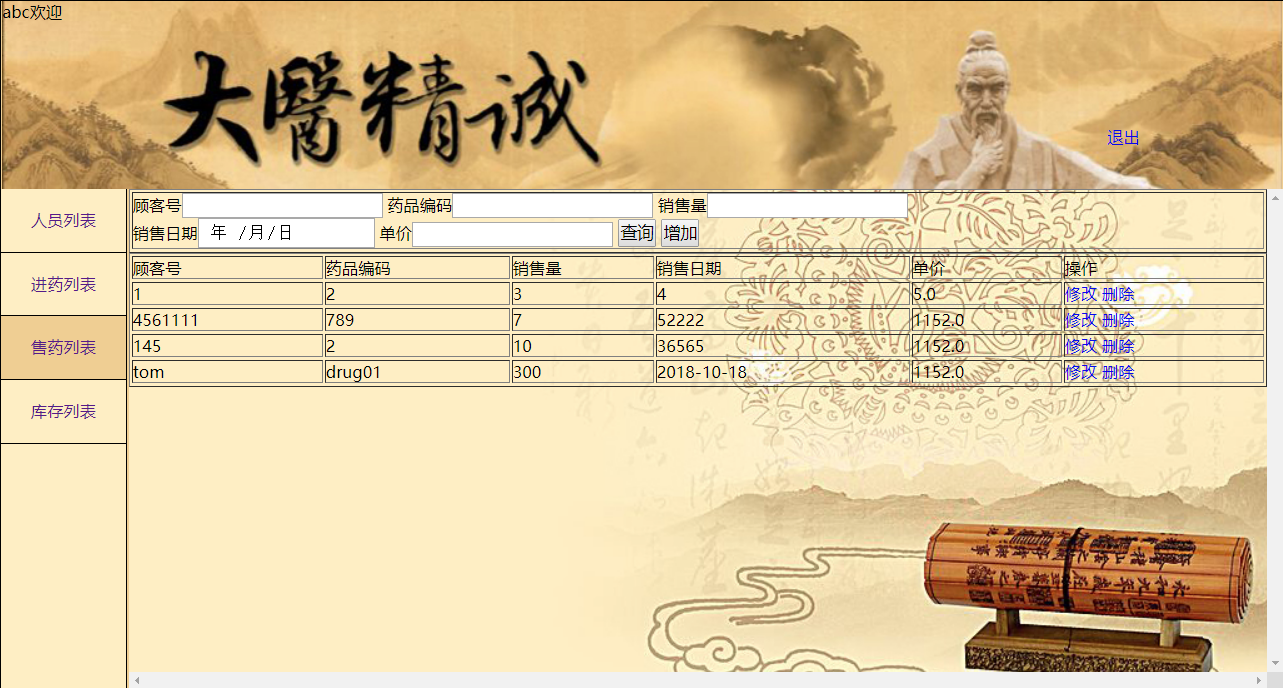 abc欢迎
大醫精诚
退出
人员列表
进药列表
售药列表
库存列表
顾客号 药品编码 销售量
销售日期 年 /月/日 单价 查询 增加
顾客号 药品编码 销售量 销售日期 单价 操作
1 2 3 4 5.0 修改 删除
4561111 789 7 52222 1152.0 修改 删除
145 2 10 36565 1152.0 修改 删除
tom drug01 300 2018-10-18 1152.0 修改 删除